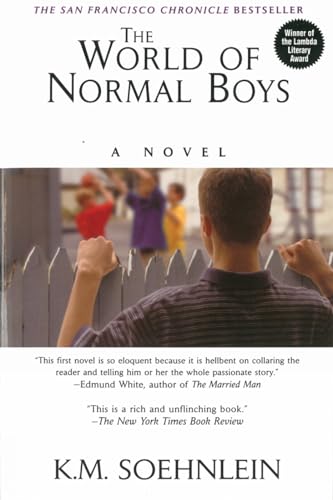 THE SAN FRANCISCO CHRONICLE BESTSELLER
Winner of
the Lambda
Literary
Award
THE
WORLD OF
NORMAL BOYS
A NOVEL
"This first novel is so eloquent because it is hellbent on collaring the
reader and telling him or her the whole passionate story."
—Edmund White, author of The Married Man
"This is a rich and unflinching book."
—The New York Times Book Review
K.M. SOEHNLEIN